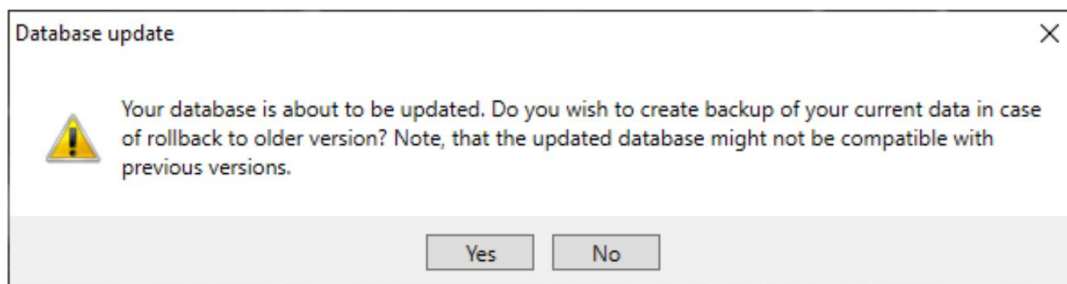 Database update
Your database is about to be updated. Do you wish to create backup of your current data in case
of rollback to older version? Note, that the updated database might not be compatible with
previous versions.
Yes
No